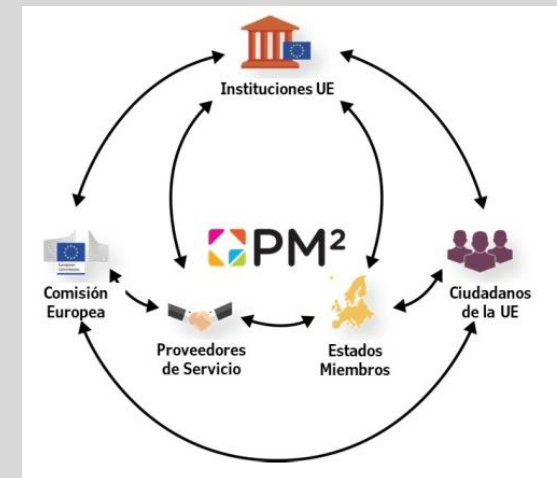 Instituciones UE
PM²
Comisión
Europea
Ciudadanos
de la UE
Proveedores
de Servicio
Estados
Miembros